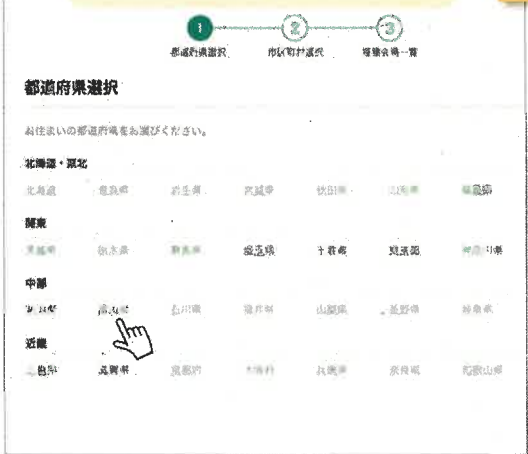 1 2 3
都道府県選択 市区町村選択 接種会場一覧
都道府県選択
お住まいの都道府県をお選びください。
北海道・東北
北海道 青森県 岩手県 宮城県 秋田県 山形県 福島県
関東
茨城県 栃木県 群馬県 埼玉県 千葉県 東京都 神奈川県
中部
新潟県 富山県 石川県 福井県 山梨県 長野県 岐阜県
近畿
滋賀県 京都府 大阪府 兵庫県 奈良県 和歌山県